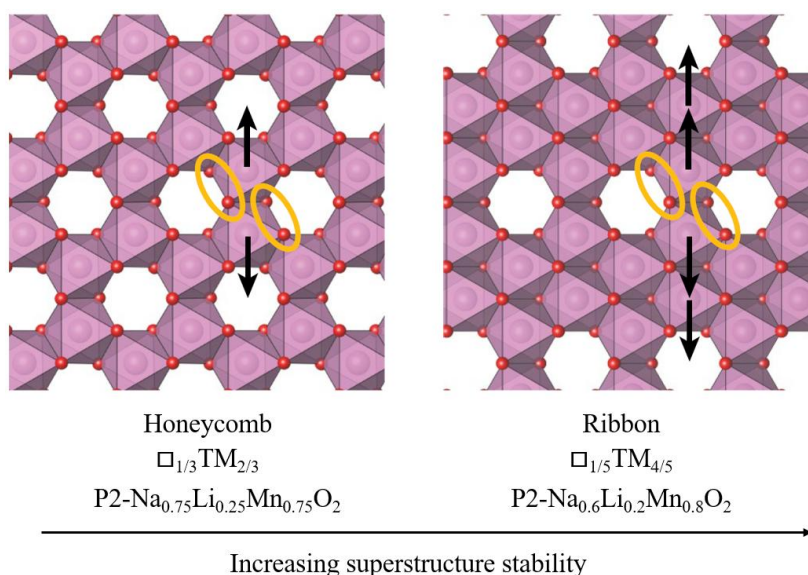 Honeycomb
□1/3TM2/3
P2-Na0.75Li0.25Mn0.75O2
Ribbon
□1/5TM4/5
P2-Na0.6Li0.2Mn0.8O2
Increasing superstructure stability